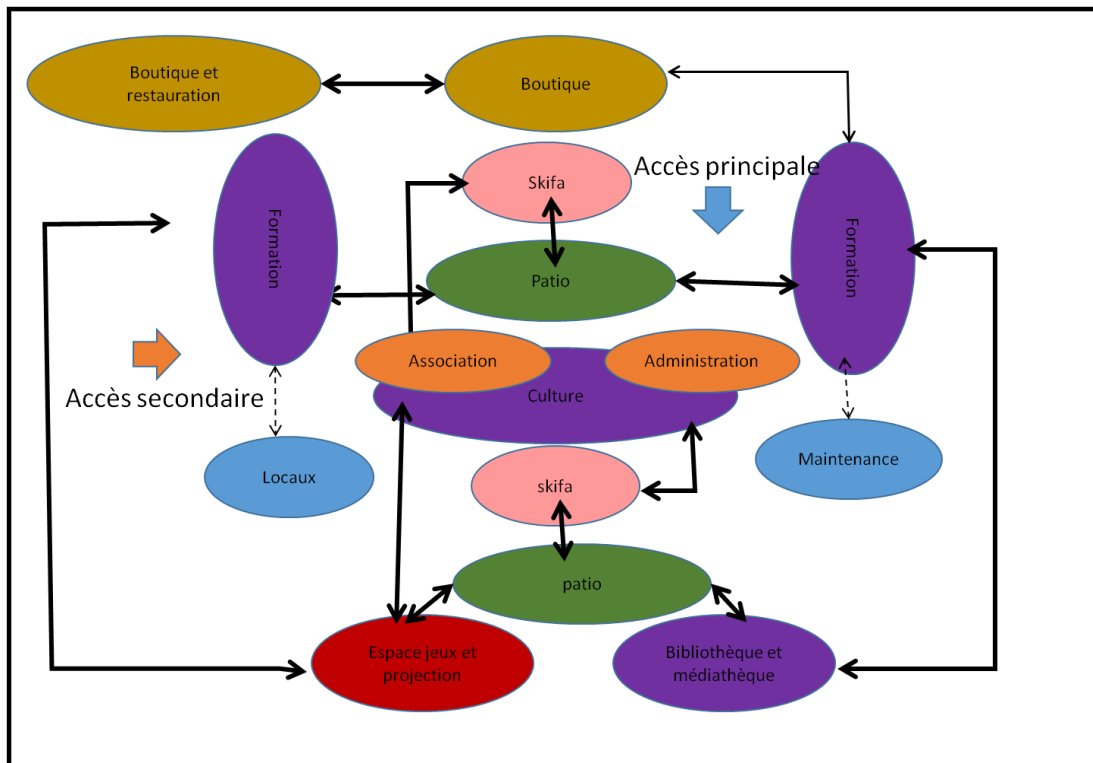 Boutique et
restauration
Boutique
Skifa
Accès principale
Formation
Formation
Patio
Association
Administration
Culture
Accès secondaire
Locaux
Maintenance
skifa
patio
Espace jeux et
projection
Bibliothèque et
médiathèque